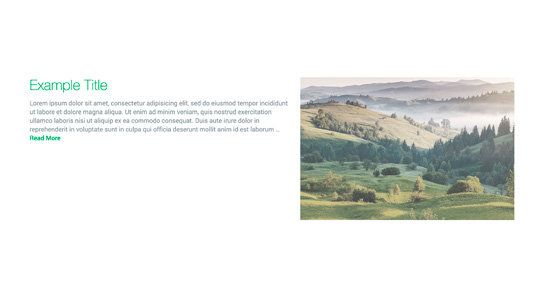 Example Title
Lorem ipsum dolor sit amet, consectetur adipisicing elit, sed do eiusmod tempor incididunt
ut labore et dolore magna aliqua. Ut enim ad minim veniam, quis nostrud exercitation
ullamco laboris nisi ut aliquip ex ea commodo consequat. Duis aute irure dolor in
reprehenderit in voluptate sunt in culpa qui officia deserunt mollit anim id est laborum ...
Read More